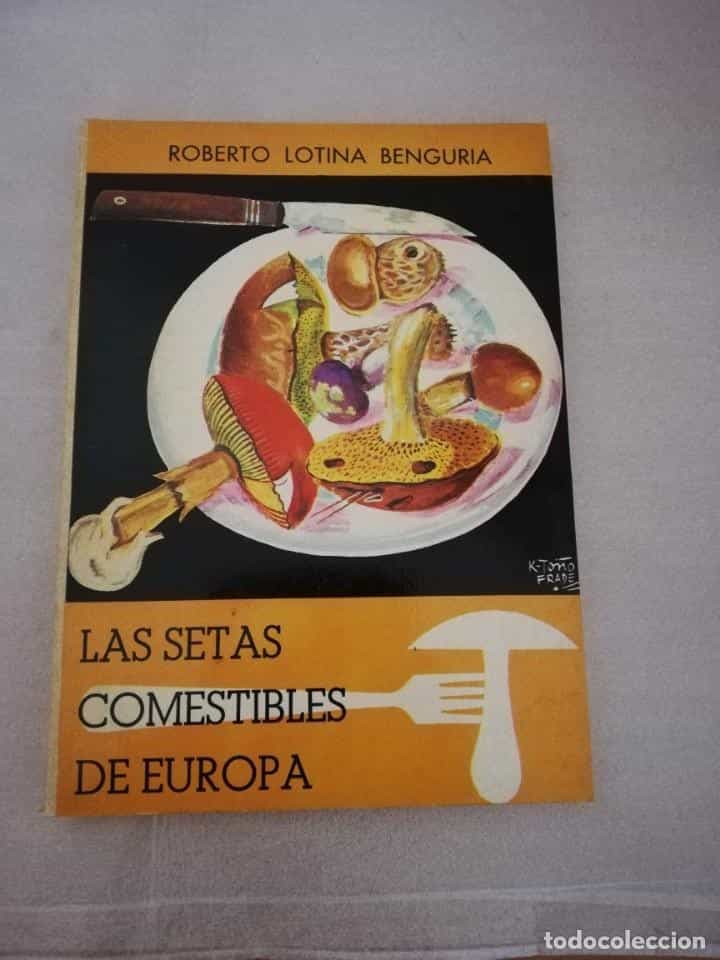 ROBERTO LOTINA BENGURIA
K-TOÑO
FRADE
LAS SETAS
COMESTIBLES
DE EUROPA
todocoleccion